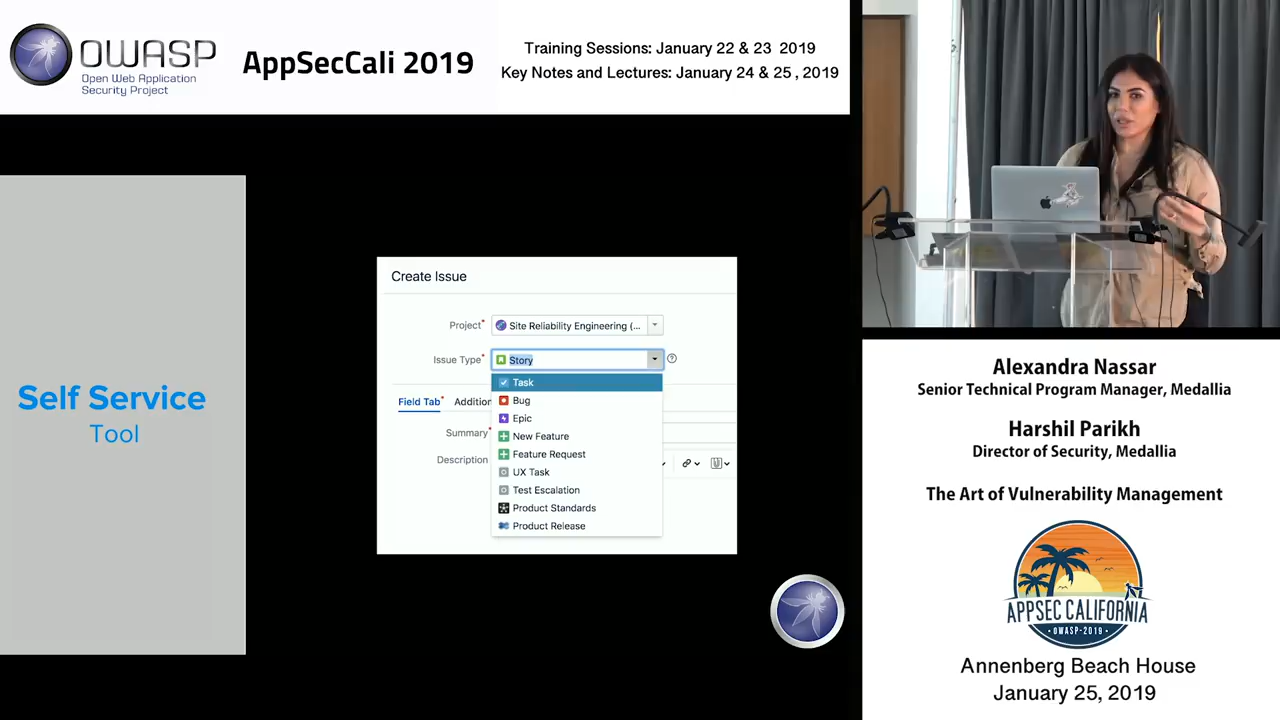 OWASP
Open Web Application
Security Project
AppSecCali 2019
Training Sessions: January 22 & 23 2019
Key Notes and Lectures: January 24 & 25 , 2019
Self Service
Tool
Create Issue
Project*
Site Reliability Engineering (...
Issue Type*
Story
Task
Bug
Epic
New Feature
Feature Request
UX Task
Test Escalation
Product Standards
Product Release
Field Tab*
Addition
Summary*
Description
Alexandra Nassar
Senior Technical Program Manager, Medallia
Harshil Parikh
Director of Security, Medallia
The Art of Vulnerability Management
APPSEC CALIFORNIA
· OWASP-2019 ·
Annenberg Beach House
January 25, 2019